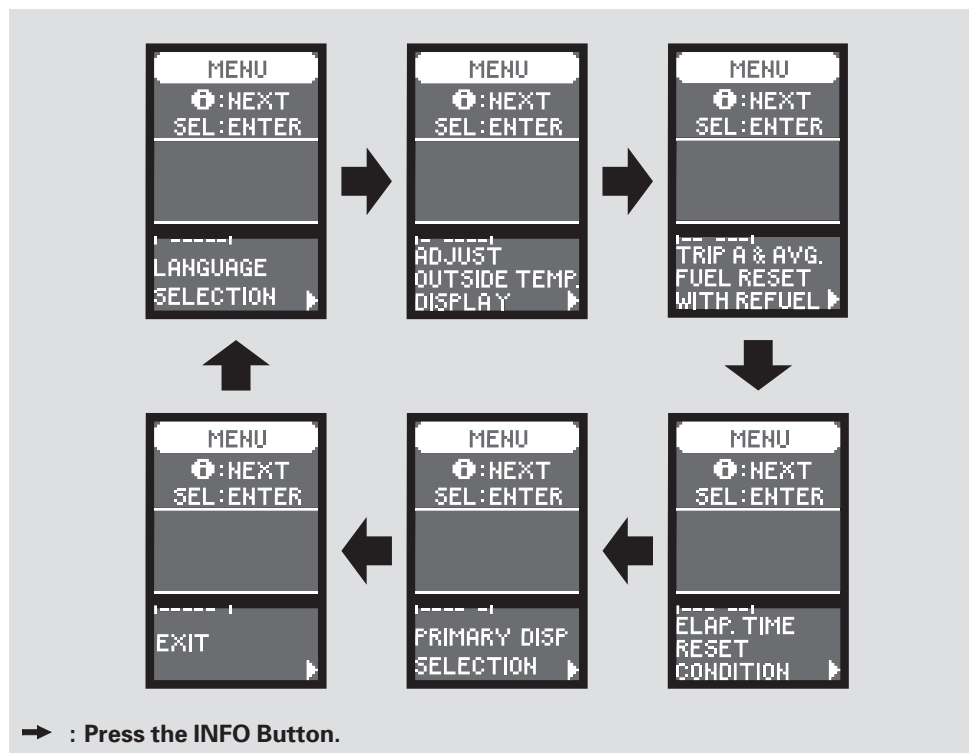 MENU
i:NEXT
SEL:ENTER
LANGUAGE
SELECTION
MENU
i:NEXT
SEL:ENTER
ADJUST
OUTSIDE TEMP.
DISPLAY
MENU
i:NEXT
SEL:ENTER
TRIP A & AVG.
FUEL RESET
WITH REFUEL
MENU
i:NEXT
SEL:ENTER
ELAP. TIME
RESET
CONDITION
MENU
i:NEXT
SEL:ENTER
PRIMARY DISP
SELECTION
MENU
i:NEXT
SEL:ENTER
EXIT
: Press the INFO Button.